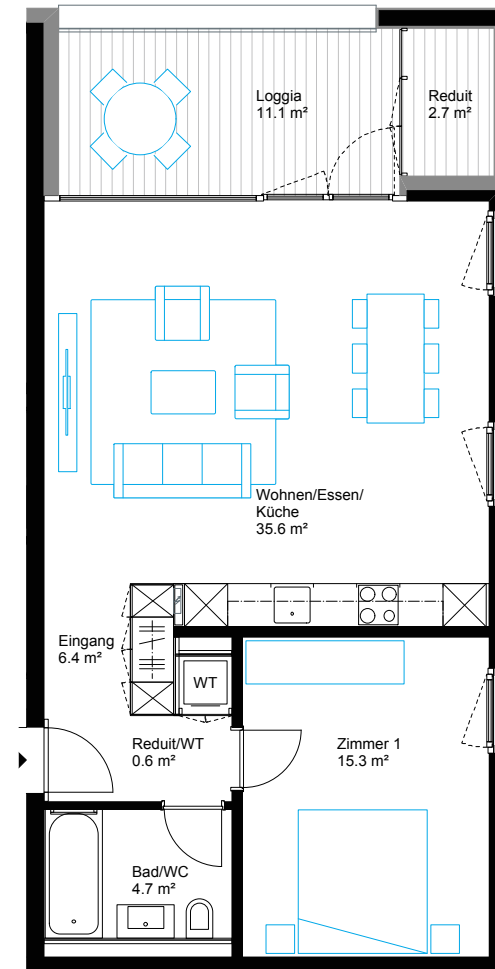 Loggia
11.1 m²
Reduit
2.7 m²
Wohnen/Essen/
Küche
35.6 m²
Eingang
6.4 m²
WT
Reduit/WT
0.6 m²
Zimmer 1
15.3 m²
Bad/WC
4.7 m²